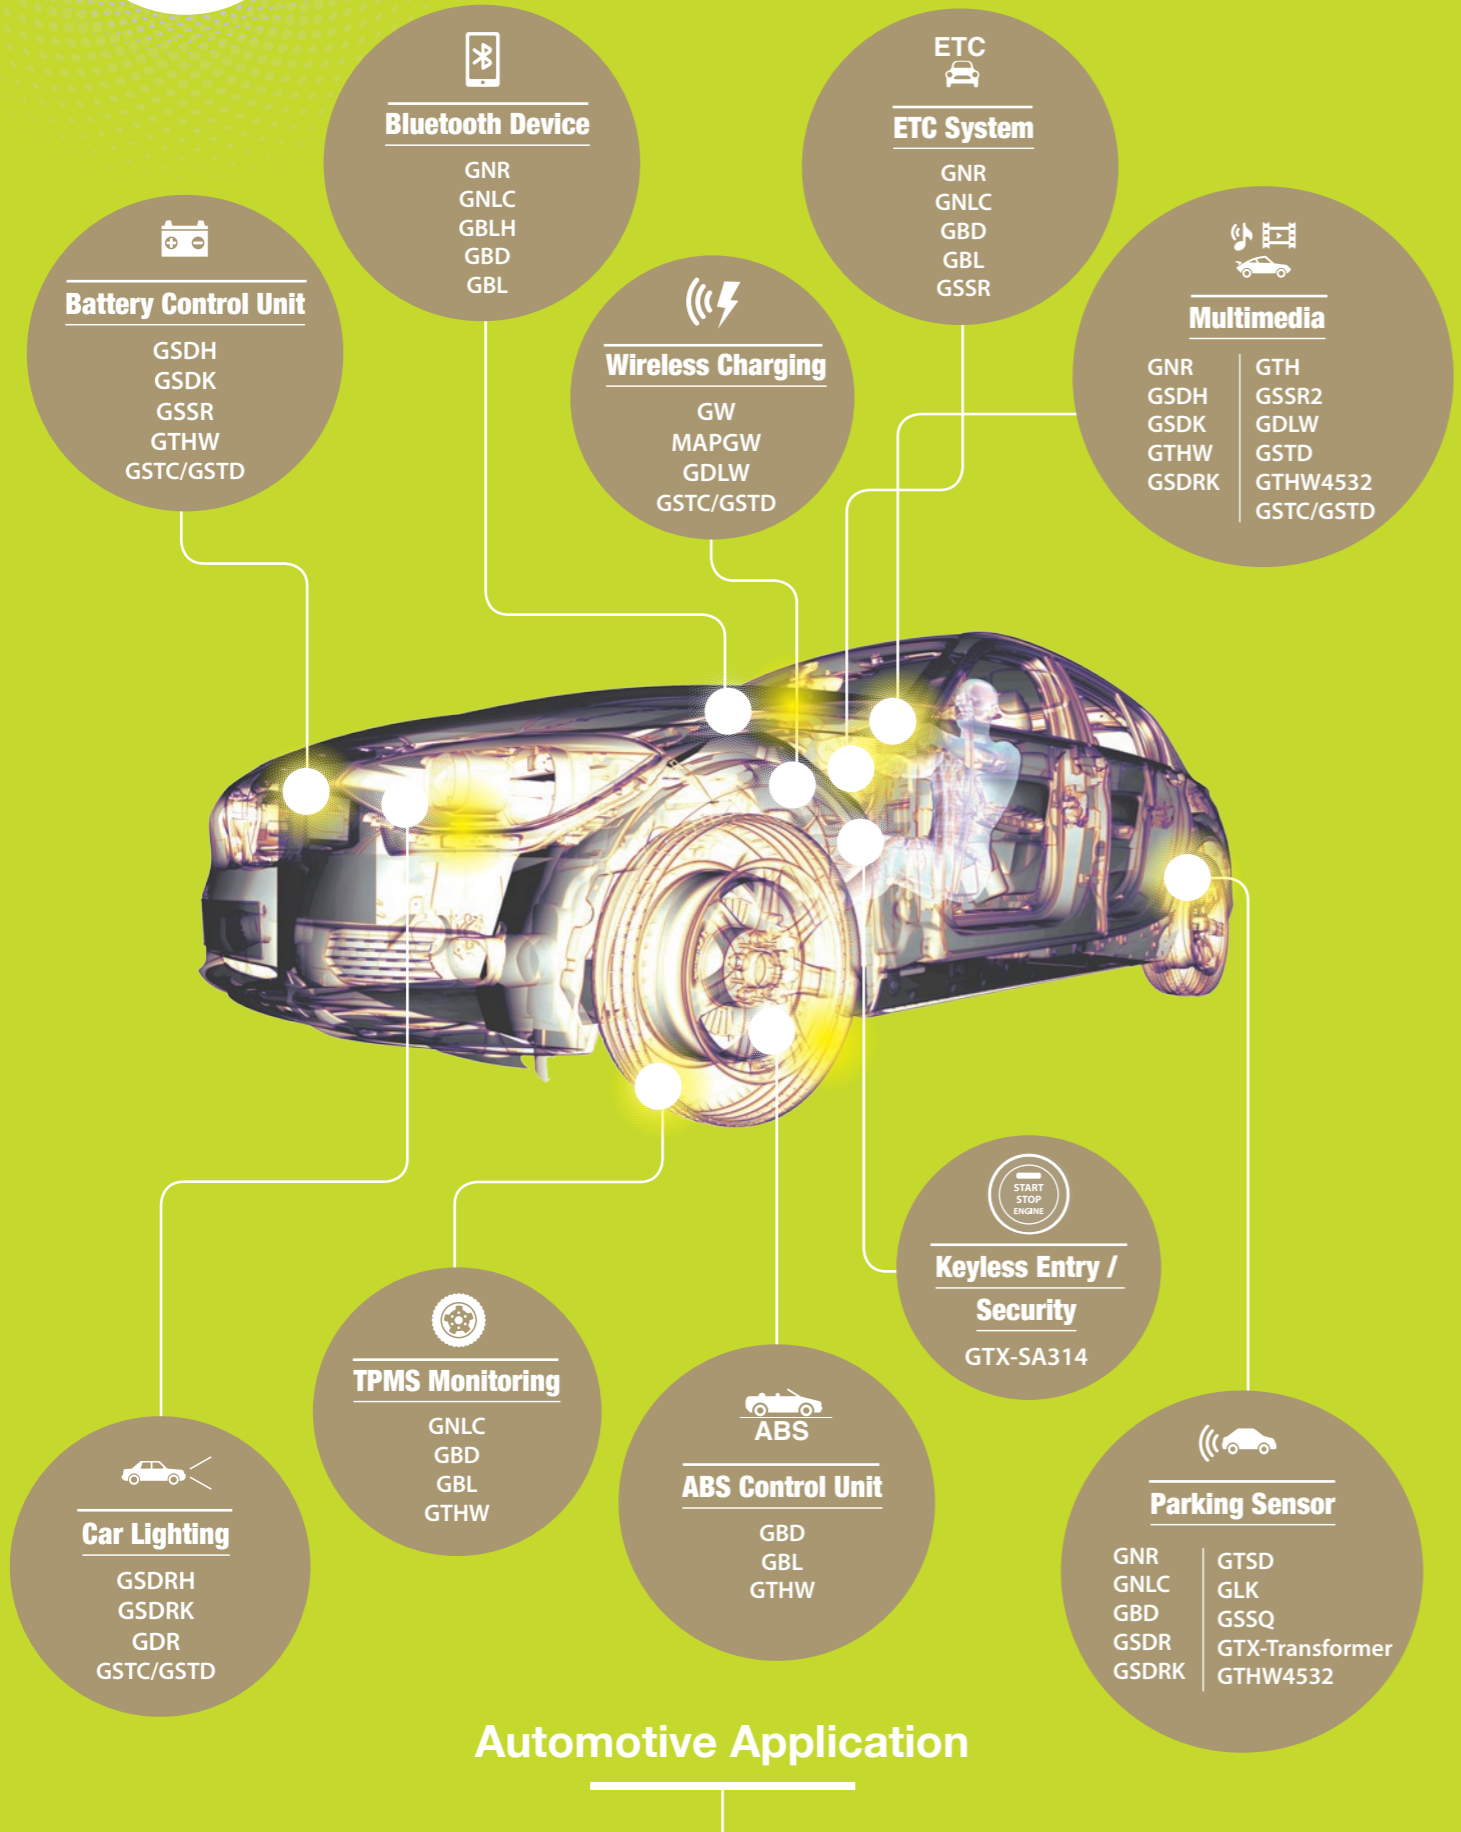 Bluetooth Device
GNR
GNLC
GBLH
GBD
GBL
ETC
ETC System
GNR
GNLC
GBD
GBL
GSSR
Battery Control Unit
GSDH
GSDK
GSSR
GTHW
GSTC/GSTD
Wireless Charging
GW
MAPGW
GDLW
GSTC/GSTD
Multimedia
GNR
GSDH
GSDK
GTHW
GSDRK
GTH
GSSR2
GDLW
GSTD
GTHW4532
GSTC/GSTD
START
STOP
ENGINE
Keyless Entry /
Security
GTX-SA314
TPMS Monitoring
GNLC
GBD
GBL
GTHW
ABS
ABS Control Unit
GBD
GBL
GTHW
Car Lighting
GSDRH
GSDRK
GDR
GSTC/GSTD
Parking Sensor
GNR
GNLC
GBD
GSDR
GSDRK
GTSD
GLK
GSSQ
GTX-Transformer
GTHW4532
Automotive Application